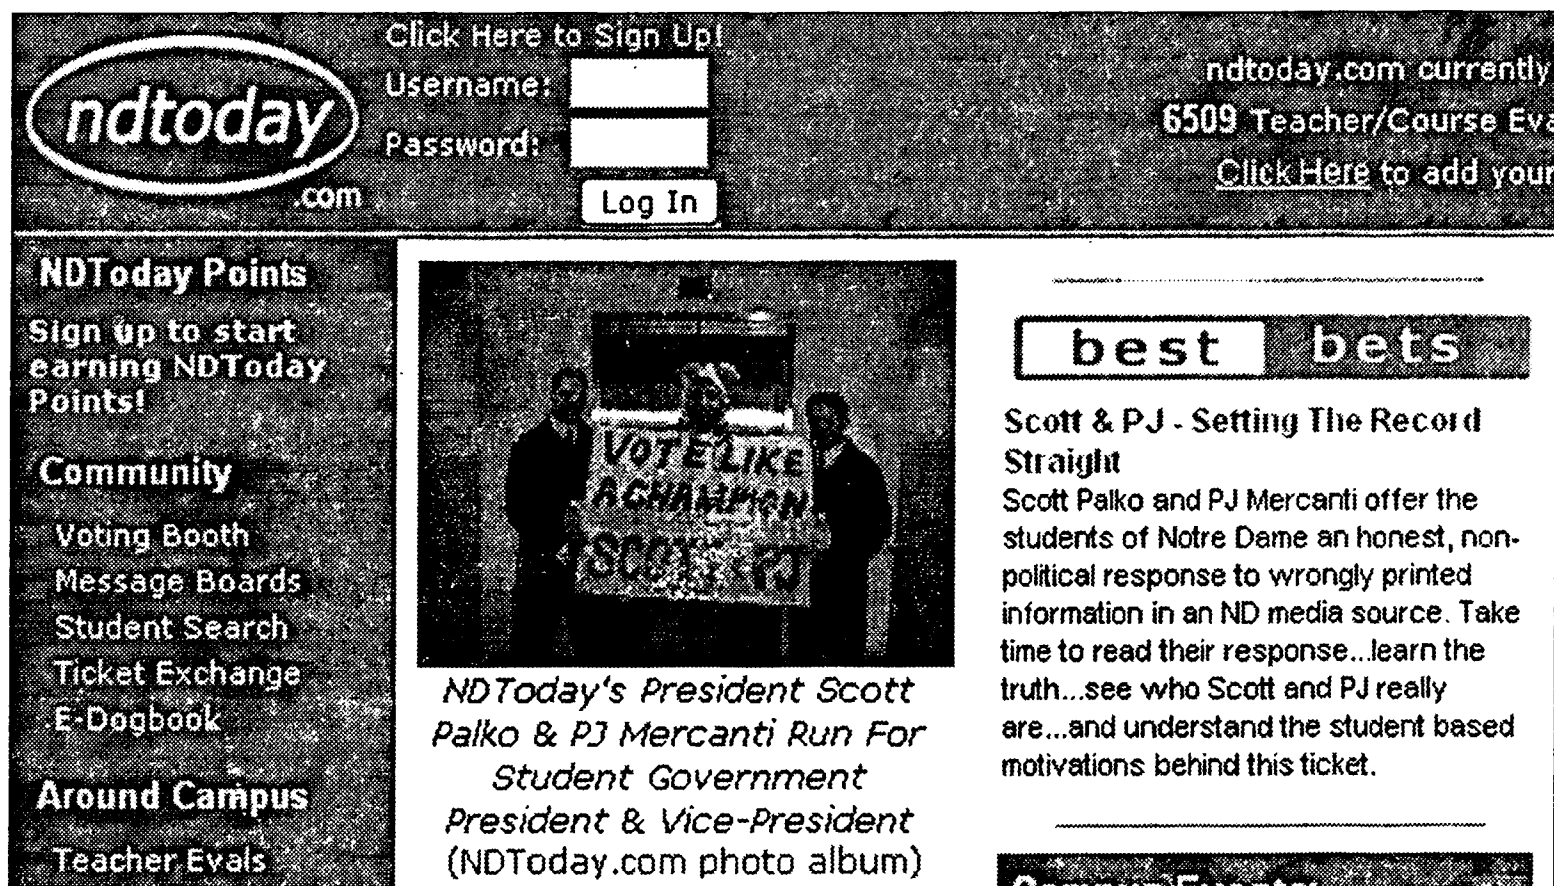 Click Here to Sign Up!
ndtoday
.com
Username:
Password:
Log In
ndtoday.com currently
6509 Teacher/Course Eva
Click Here to add your
NDToday Points
Sign up to start
earning NDToday
Points!
Community
Voting Booth
Message Boards
Student Search
Ticket Exchange
E-Dogbook
Around Campus
Teacher Evals
VOTE LIKE
A CHAMPION
SCOTT PJ
NDToday's President Scott
Palko & PJ Mercanti Run For
Student Government
President & Vice-President
(NDToday.com photo album)
best bets
Scott & PJ - Setting The Record
Straight
Scott Palko and PJ Mercanti offer the
students of Notre Dame an honest, non-
political response to wrongly printed
information in an ND media source. Take
time to read their response...learn the
truth...see who Scott and PJ really
are...and understand the student based
motivations behind this ticket.